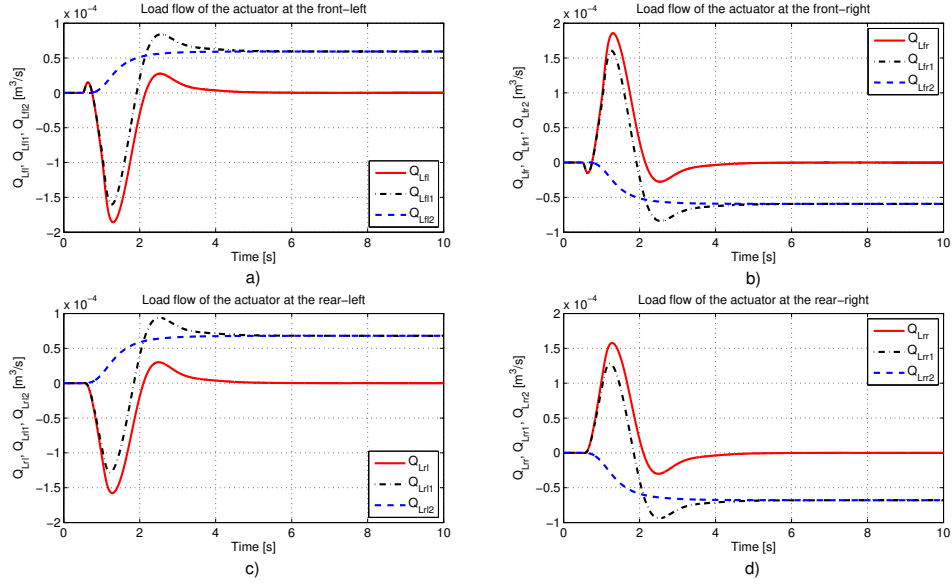 Load flow of the actuator at the front−left
x 10⁻⁴
1
0.5
0
−0.5
−1
−1.5
−2
0 2 4 6 8 10
Q_Lfl, Q_Lfl1, Q_Lfl2 [m³/s]
Time [s]
Q_Lfl
Q_Lfl1
Q_Lfl2
a)
Load flow of the actuator at the front−right
x 10⁻⁴
2
1.5
1
0.5
0
−0.5
−1
0 2 4 6 8 10
Q_Lfr, Q_Lfr1, Q_Lfr2 [m³/s]
Time [s]
Q_Lfr
Q_Lfr1
Q_Lfr2
b)
Load flow of the actuator at the rear−left
x 10⁻⁴
1
0.5
0
−0.5
−1
−1.5
−2
0 2 4 6 8 10
Q_Lrl, Q_Lrl1, Q_Lrl2 [m³/s]
Time [s]
Q_Lrl
Q_Lrl1
Q_Lrl2
c)
Load flow of the actuator at the rear−right
x 10⁻⁴
2
1.5
1
0.5
0
−0.5
−1
0 2 4 6 8 10
Q_Lrr, Q_Lrr1, Q_Lrr2 [m³/s]
Time [s]
Q_Lrr
Q_Lrr1
Q_Lrr2
d)